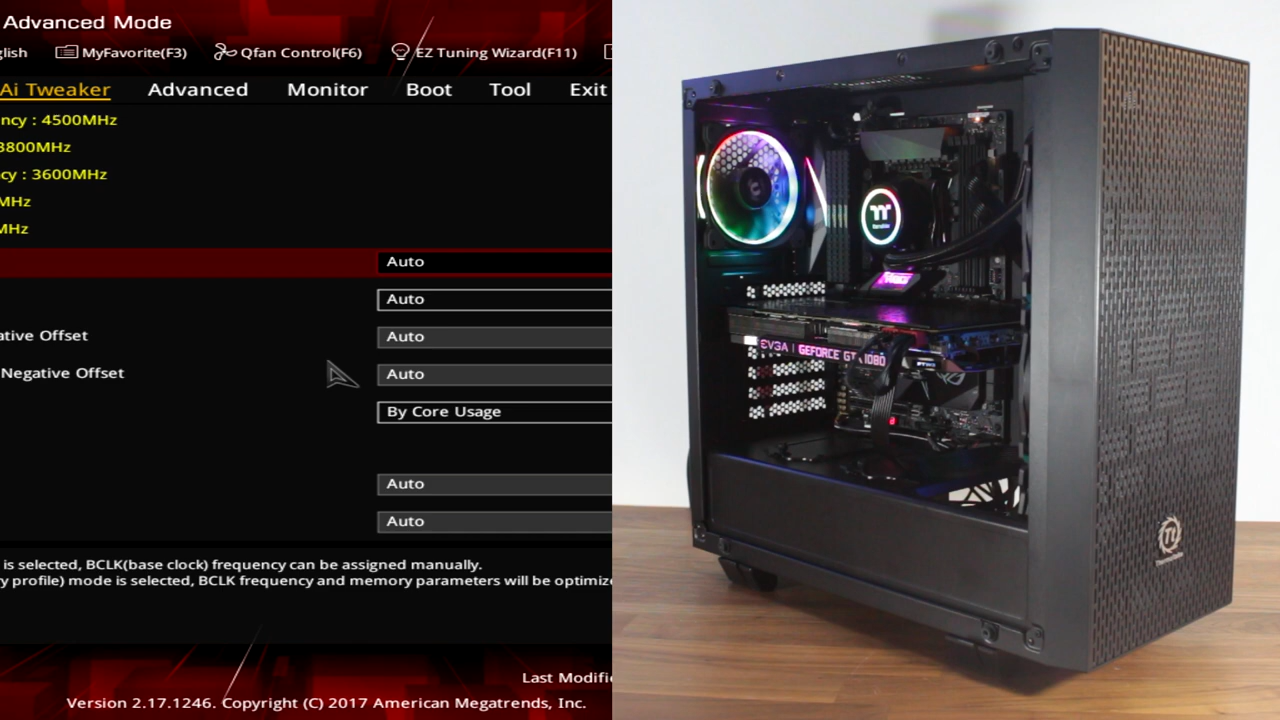 Advanced Mode
glish
MyFavorite(F3)
Qfan Control(F6)
EZ Tuning Wizard(F11)
Ai Tweaker
Advanced
Monitor
Boot
Tool
Exit
ncy : 4500MHz
3800MHz
cy : 3600MHz
MHz
MHz
Auto
Auto
ative Offset
Auto
Negative Offset
Auto
By Core Usage
Auto
Auto
is selected, BCLK(base clock) frequency can be assigned manually.
y profile) mode is selected, BCLK frequency and memory parameters will be optimize
Last Modifi
Version 2.17.1246. Copyright (C) 2017 American Megatrends, Inc.
EVGA | GEFORCE GTX 1080
FTW2